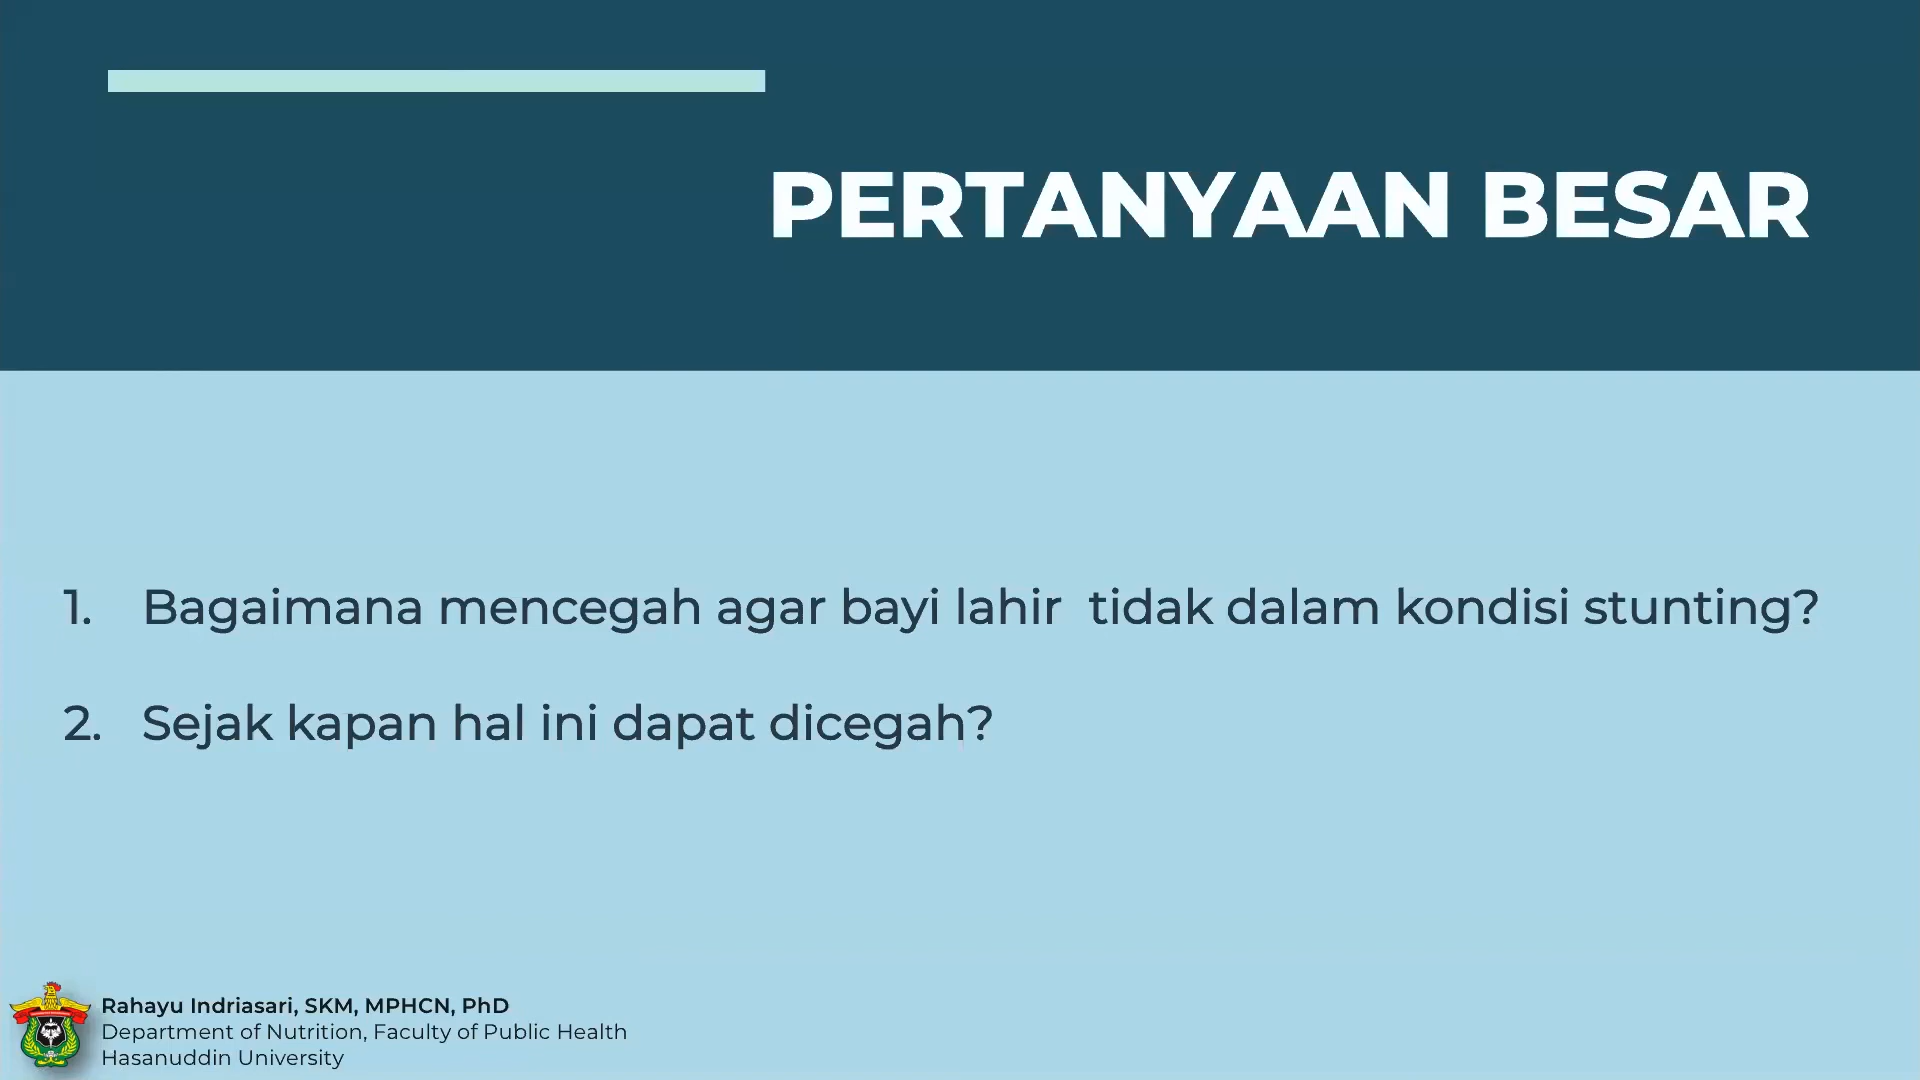 PERTANYAAN BESAR
1. Bagaimana mencegah agar bayi lahir tidak dalam kondisi stunting?
2. Sejak kapan hal ini dapat dicegah?
Rahayu Indriasari, SKM, MPHCN, PhD
Department of Nutrition, Faculty of Public Health
Hasanuddin University